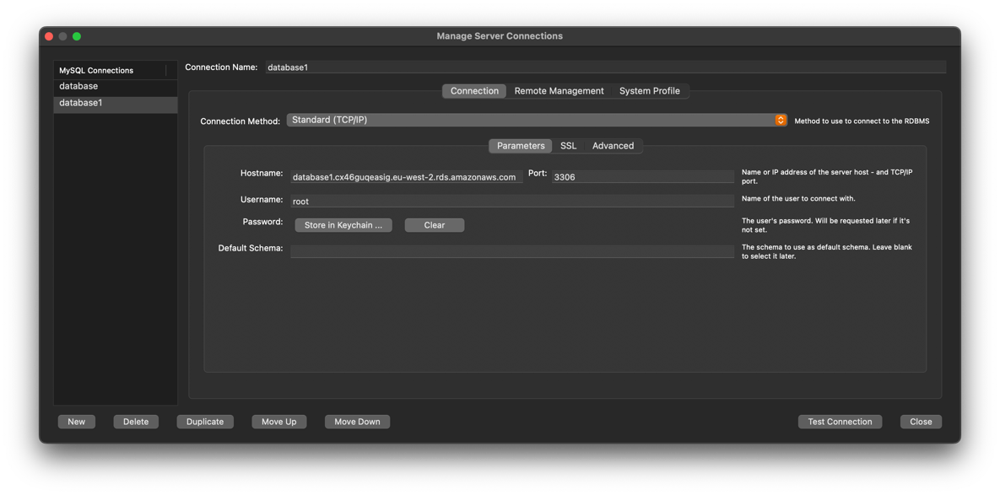 Manage Server Connections
MySQL Connections
database
database1
Connection Name: database1
Connection Remote Management System Profile
Connection Method: Standard (TCP/IP) Method to use to connect to the RDBMS
Parameters SSL Advanced
Hostname: database1.cx46guqeasig.eu-west-2.rds.amazonaws.com Port: 3306 Name or IP address of the server host - and TCP/IP
port.
Username: root Name of the user to connect with.
Password: Store in Keychain ... Clear The user's password. Will be requested later if it's
not set.
Default Schema: The schema to use as default schema. Leave blank
to select it later.
New Delete Duplicate Move Up Move Down Test Connection Close